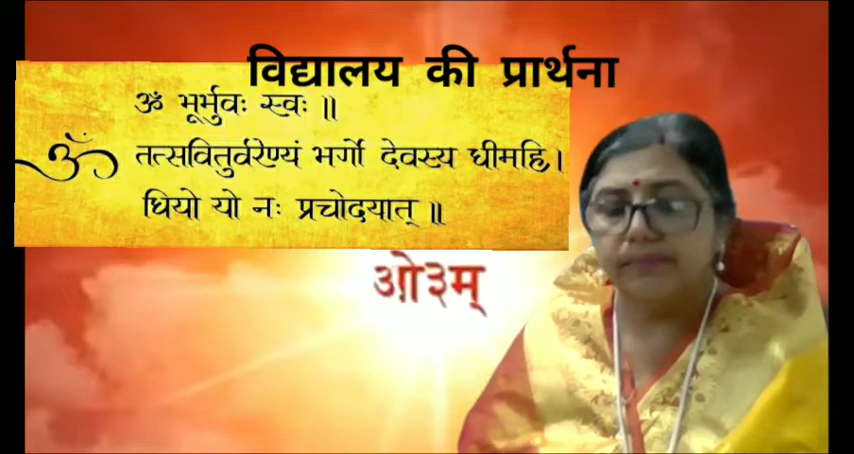 विद्यालय की प्रार्थना
ॐ भूर्भुवः स्वः ॥
ॐ
तत्सवितुर्वरेण्यं भर्गो देवस्य धीमहि।
धियो यो नः प्रचोदयात् ॥
ओ३म्